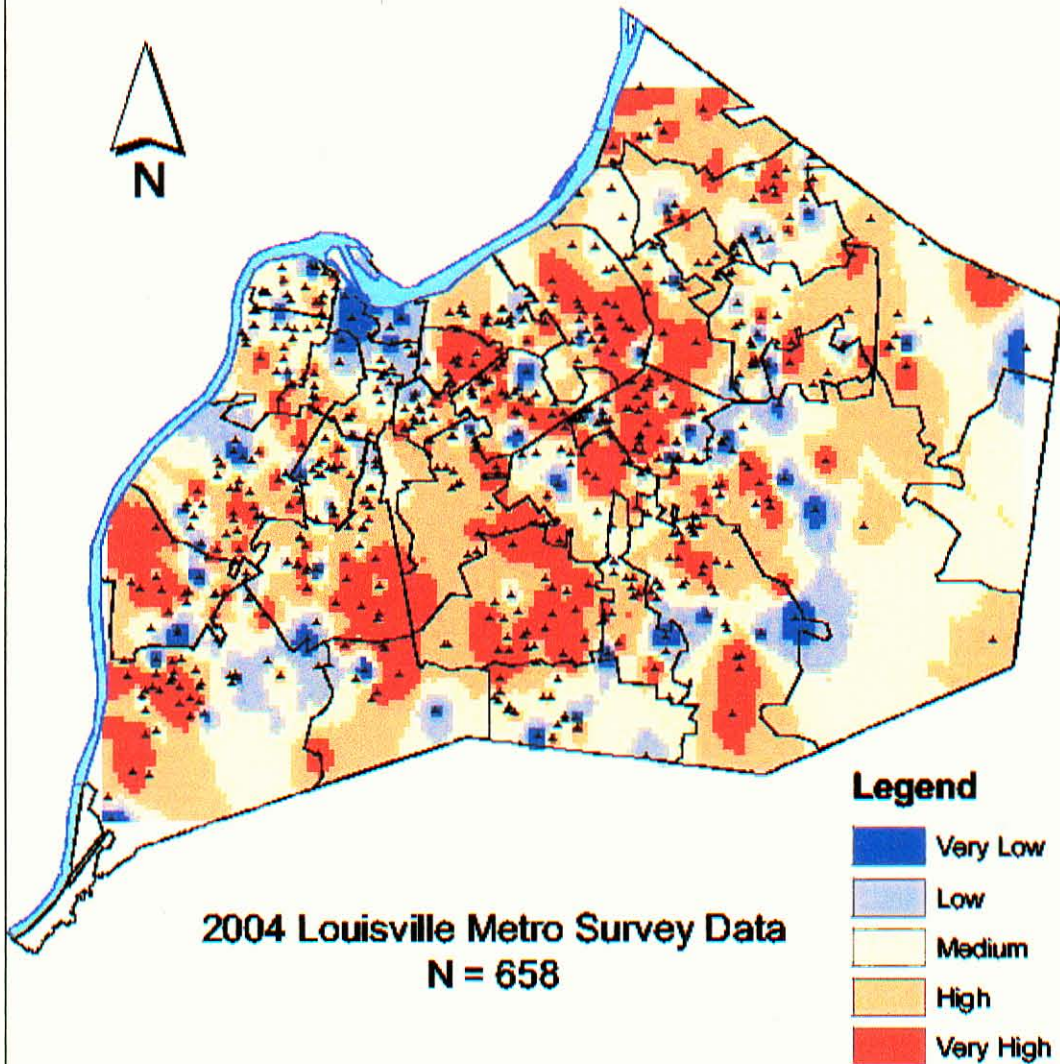 N
2004 Louisville Metro Survey Data
N = 658
Legend
Very Low
Low
Medium
High
Very High